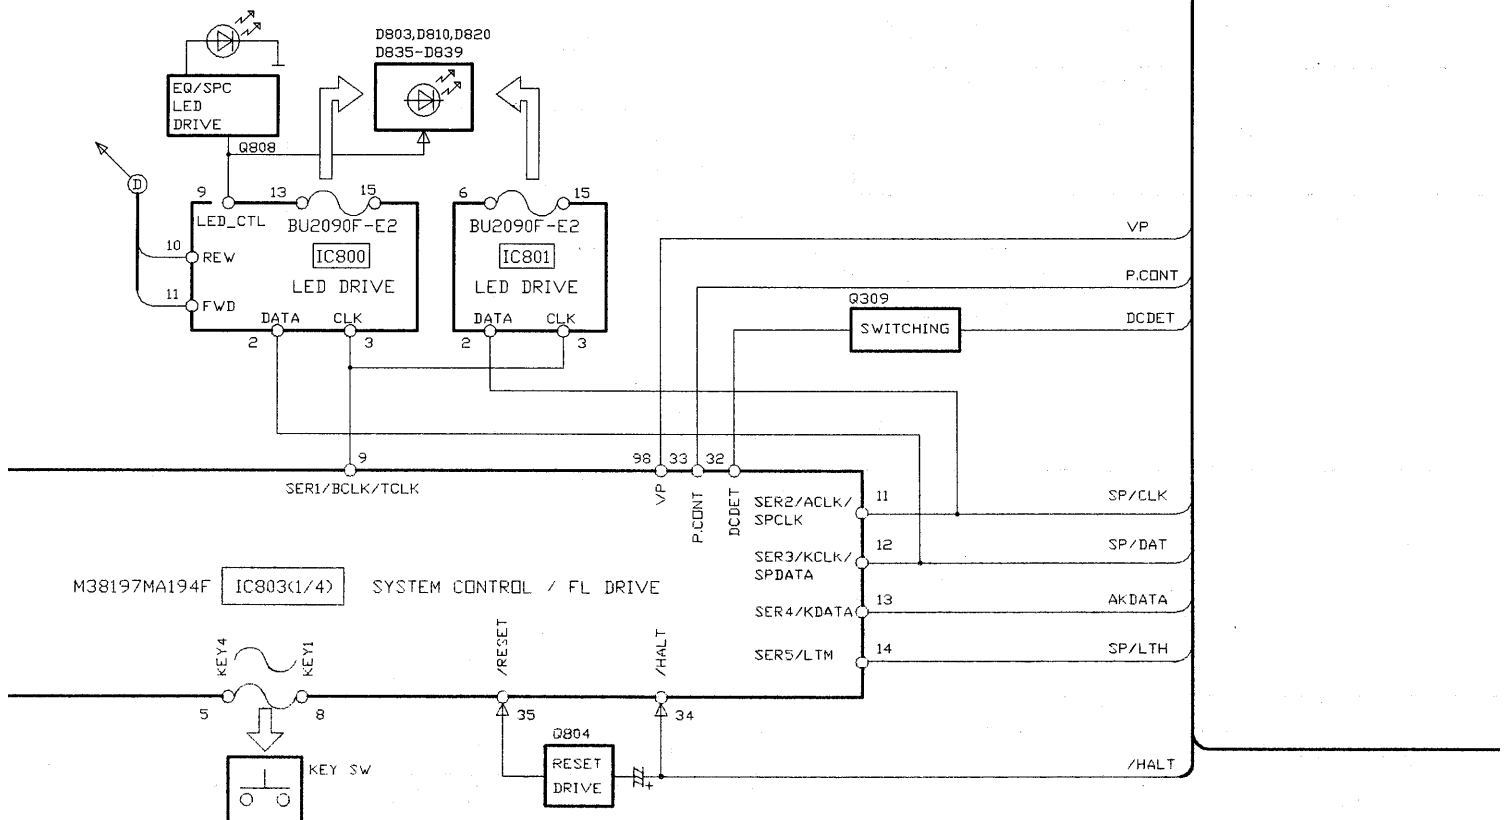 D803,D810,D820
D835-D839
EQ/SPC
LED
DRIVE
Q808
D
9
13
15
6
15
LED_CTL
BU2090F-E2
BU2090F-E2
10
REW
IC800
IC801
LED DRIVE
LED DRIVE
11
FWD
DATA
CLK
DATA
CLK
2
3
2
3
VP
P.CONT
Q309
SWITCHING
DCDET
9
98
33
32
SER1/BCLK/TCLK
VP
P.CONT
DCDET
SER2/ACLK/
SPCLK
11
SP/CLK
SER3/KCLK/
SPDATA
12
SP/DAT
M38197MA194F
IC803(1/4)
SYSTEM CONTROL / FL DRIVE
SER4/KDATA
13
AKDATA
KEY4
KEY1
/RESET
/HALT
SER5/LTM
14
SP/LTH
5
8
35
34
Q804
RESET
DRIVE
+
KEY SW
/HALT